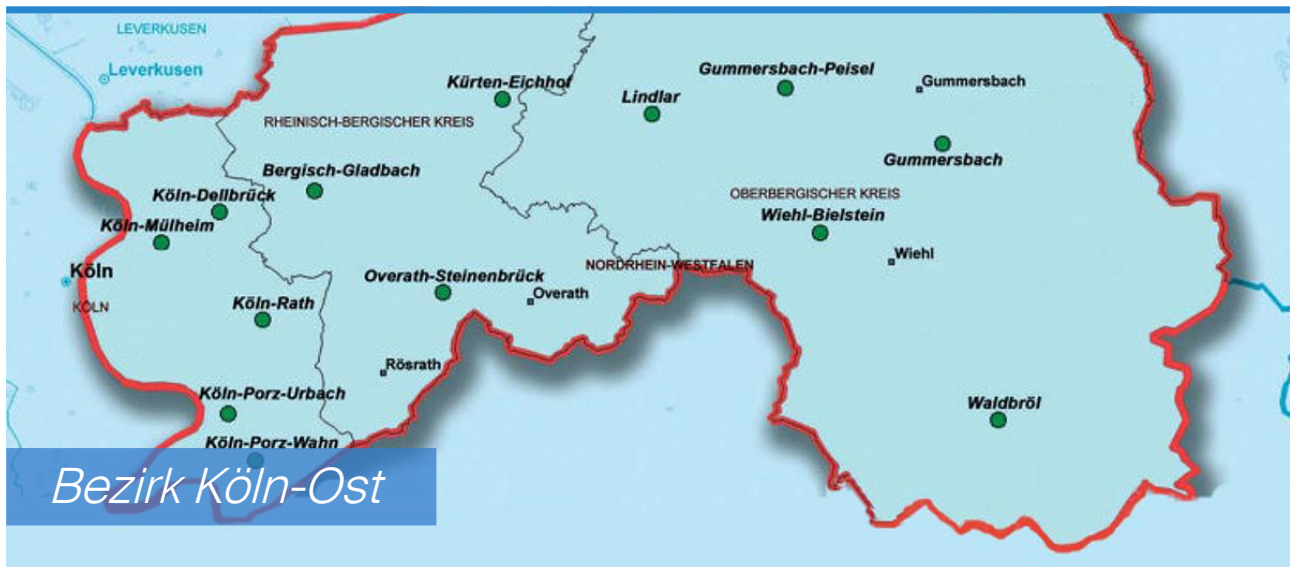 LEVERKUSEN
Leverkusen
Kürten-Eichhof
Gummersbach-Peisel
Gummersbach
Lindlar
RHEINISCH-BERGISCHER KREIS
Gummersbach
Bergisch-Gladbach
Köln-Dellbrück
OBERBERGISCHER KREIS
Wiehl-Bielstein
Köln-Mülheim
Wiehl
NORDRHEIN-WESTFALEN
Köln
Overath-Steinenbrück
Overath
KÖLN
Köln-Rath
Rösrath
Köln-Porz-Urbach
Waldbröl
Köln-Porz-Wahn
Bezirk Köln-Ost